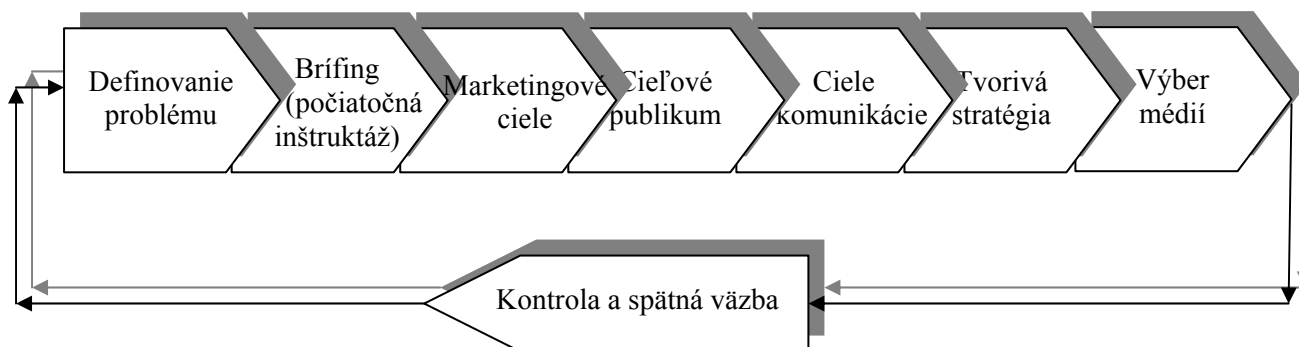 Definovanie
problému
Brífing
(počiatočná
inštruktáž)
Marketingové
ciele
Cieľové
publikum
Ciele
komunikácie
Tvorivá
stratégia
Výber
médií
Kontrola a spätná väzba